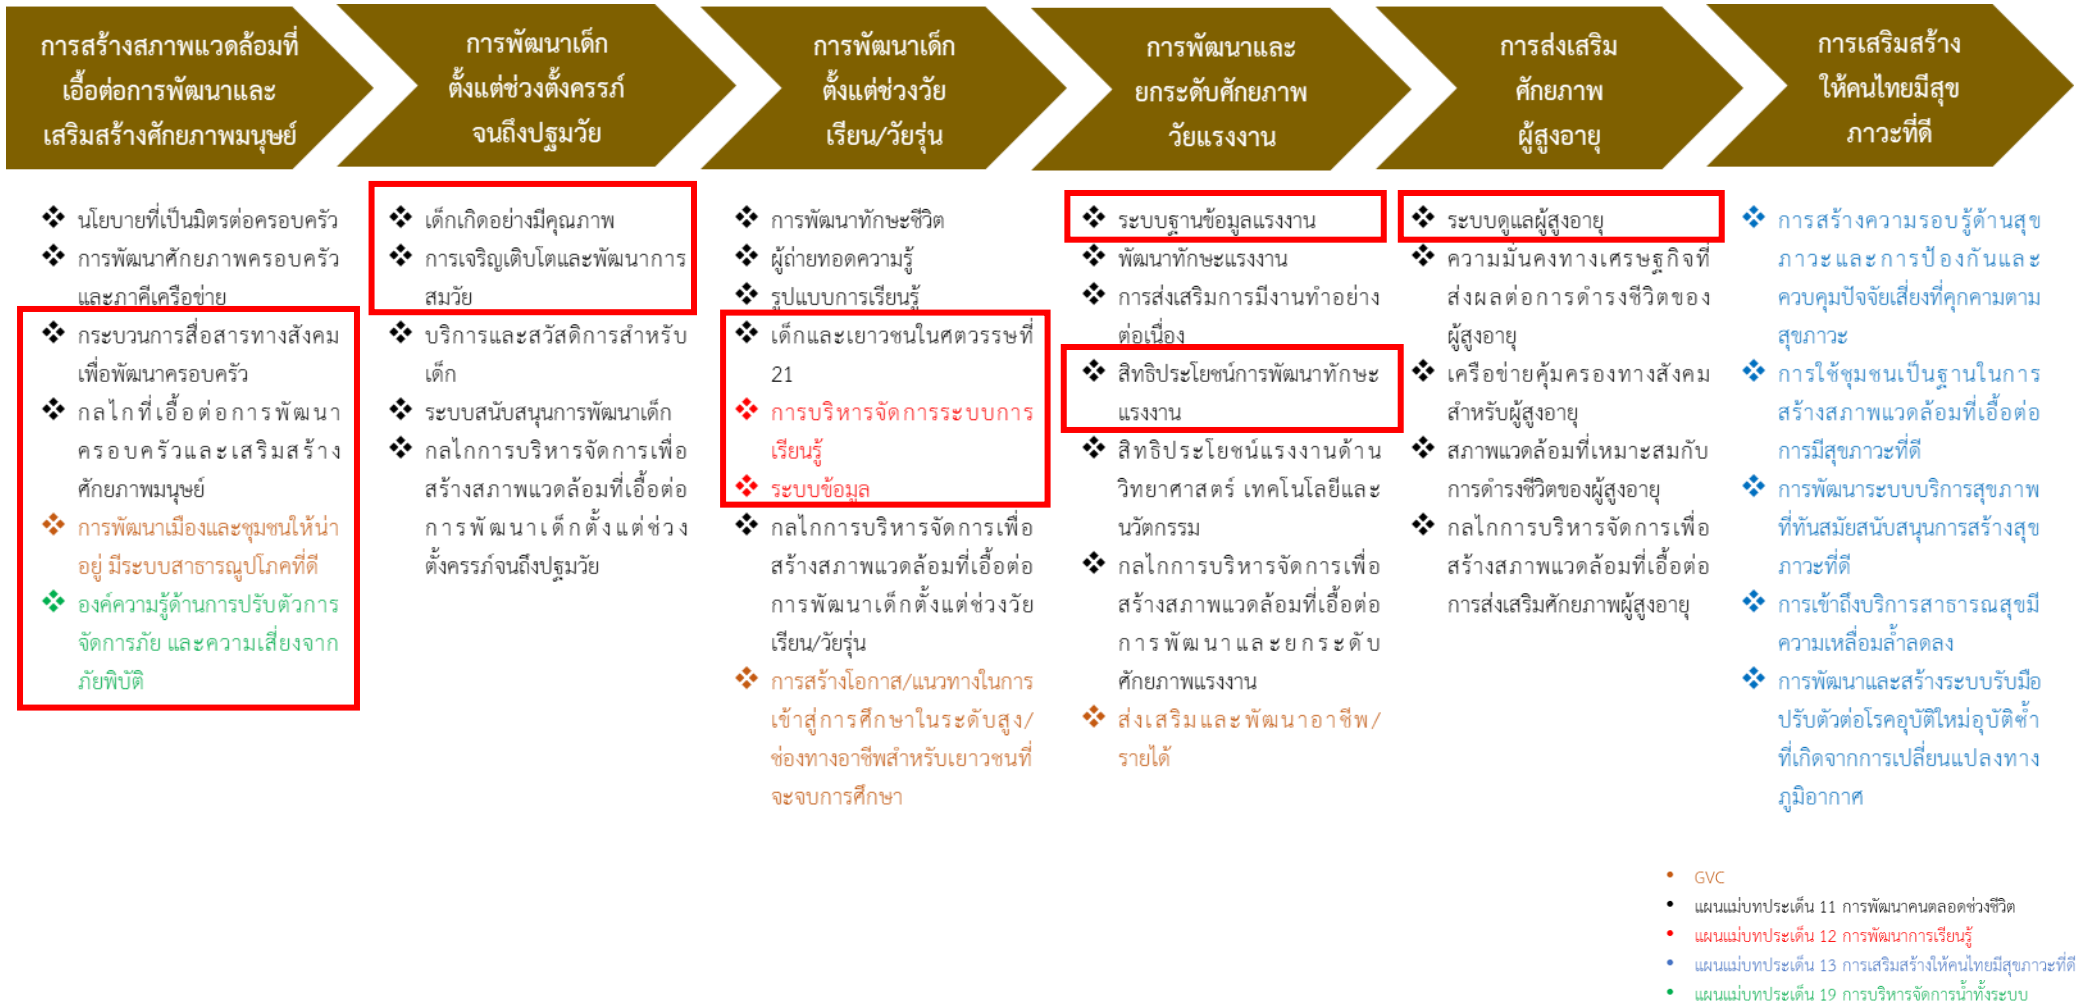 การสร้างสภาพแวดล้อมที่
เอื้อต่อการพัฒนาและ
เสริมสร้างศักยภาพมนุษย์
การพัฒนาเด็ก
ตั้งแต่ช่วงตั้งครรภ์
จนถึงปฐมวัย
การพัฒนาเด็ก
ตั้งแต่ช่วงวัย
เรียน/วัยรุ่น
การพัฒนาและ
ยกระดับศักยภาพ
วัยแรงงาน
การส่งเสริม
ศักยภาพ
ผู้สูงอายุ
การเสริมสร้าง
ให้คนไทยมีสุข
ภาวะที่ดี
❖ นโยบายที่เป็นมิตรต่อครอบครัว
❖ การพัฒนาศักยภาพครอบครัว
และภาคีเครือข่าย
❖ กระบวนการสื่อสารทางสังคม
เพื่อพัฒนาครอบครัว
❖ กลไกที่เอื้อต่อการพัฒนา
ครอบครัวและเสริมสร้าง
ศักยภาพมนุษย์
❖ การพัฒนาเมืองและชุมชนให้น่า
อยู่ มีระบบสาธารณูปโภคที่ดี
❖ องค์ความรู้ด้านการปรับตัวการ
จัดการภัย และความเสี่ยงจาก
ภัยพิบัติ
❖ เด็กเกิดอย่างมีคุณภาพ
❖ การเจริญเติบโตและพัฒนาการ
สมวัย
❖ บริการและสวัสดิการสำหรับ
เด็ก
❖ ระบบสนับสนุนการพัฒนาเด็ก
❖ กลไกการบริหารจัดการเพื่อ
สร้างสภาพแวดล้อมที่เอื้อต่อ
การพัฒนาเด็กตั้งแต่ช่วง
ตั้งครรภ์จนถึงปฐมวัย
❖ การพัฒนาทักษะชีวิต
❖ ผู้ถ่ายทอดความรู้
❖ รูปแบบการเรียนรู้
❖ เด็กและเยาวชนในศตวรรษที่
21
❖ การบริหารจัดการระบบการ
เรียนรู้
❖ ระบบข้อมูล
❖ กลไกการบริหารจัดการเพื่อ
สร้างสภาพแวดล้อมที่เอื้อต่อ
การพัฒนาเด็กตั้งแต่ช่วงวัย
เรียน/วัยรุ่น
❖ การสร้างโอกาส/แนวทางในการ
เข้าสู่การศึกษาในระดับสูง/
ช่องทางอาชีพสำหรับเยาวชนที่
จะจบการศึกษา
❖ ระบบฐานข้อมูลแรงงาน
❖ พัฒนาทักษะแรงงาน
❖ การส่งเสริมการมีงานทำอย่าง
ต่อเนื่อง
❖ สิทธิประโยชน์การพัฒนาทักษะ
แรงงาน
❖ สิทธิประโยชน์แรงงานด้าน
วิทยาศาสตร์ เทคโนโลยีและ
นวัตกรรม
❖ กลไกการบริหารจัดการเพื่อ
สร้างสภาพแวดล้อมที่เอื้อต่อ
การพัฒนาและยกระดับ
ศักยภาพแรงงาน
❖ ส่งเสริมและพัฒนาอาชีพ/
รายได้
❖ ระบบดูแลผู้สูงอายุ
❖ ความมั่นคงทางเศรษฐกิจที่
ส่งผลต่อการดำรงชีวิตของ
ผู้สูงอายุ
❖ เครือข่ายคุ้มครองทางสังคม
สำหรับผู้สูงอายุ
❖ สภาพแวดล้อมที่เหมาะสมกับ
การดำรงชีวิตของผู้สูงอายุ
❖ กลไกการบริหารจัดการเพื่อ
สร้างสภาพแวดล้อมที่เอื้อต่อ
การส่งเสริมศักยภาพผู้สูงอายุ
❖ การสร้างความรอบรู้ด้านสุข
ภาวะและการป้องกันและ
ควบคุมปัจจัยเสี่ยงที่คุกคามตาม
สุขภาวะ
❖ การใช้ชุมชนเป็นฐานในการ
สร้างสภาพแวดล้อมที่เอื้อต่อ
การมีสุขภาวะที่ดี
❖ การพัฒนาระบบบริการสุขภาพ
ที่ทันสมัยสนับสนุนการสร้างสุข
ภาวะที่ดี
❖ การเข้าถึงบริการสาธารณสุขมี
ความเหลื่อมล้ำลดลง
❖ การพัฒนาและสร้างระบบรับมือ
ปรับตัวต่อโรคอุบัติใหม่อุบัติซ้ำ
ที่เกิดจากการเปลี่ยนแปลงทาง
ภูมิอากาศ
• GVC
• แผนแม่บทประเด็น 11 การพัฒนาคนตลอดช่วงชีวิต
• แผนแม่บทประเด็น 12 การพัฒนาการเรียนรู้
• แผนแม่บทประเด็น 13 การเสริมสร้างให้คนไทยมีสุขภาวะที่ดี
• แผนแม่บทประเด็น 19 การบริหารจัดการน้ำทั้งระบบ